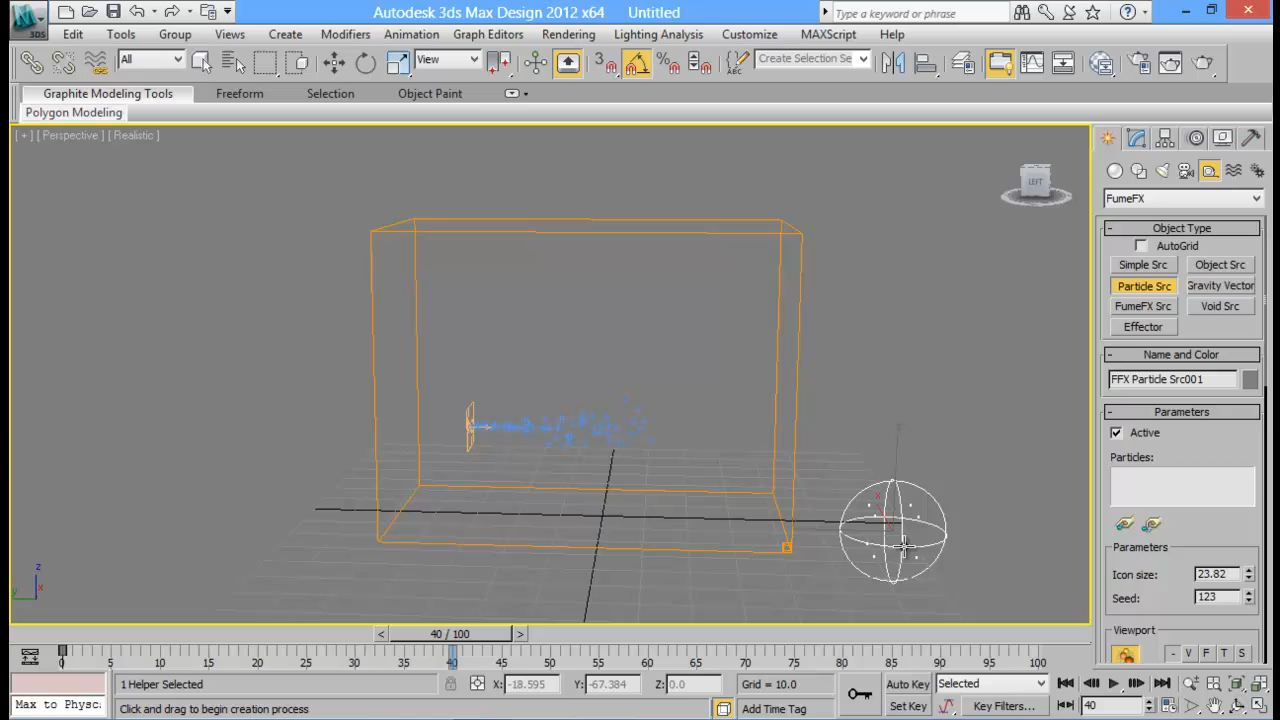 Autodesk 3ds Max Design 2012 x64 Untitled
Type a keyword or phrase
3DS
Edit Tools Group Views Create Modifiers Animation Graph Editors Rendering Lighting Analysis Customize MAXScript Help
All View 3 Create Selection Se
Graphite Modeling Tools Freeform Selection Object Paint
Polygon Modeling
[ + ] [ Perspective ] [ Realistic ]
LEFT
FumeFX
- Object Type
AutoGrid
Simple Src Object Src
Particle Src Gravity Vector
FumeFX Src Void Src
Effector
- Name and Color
FFX Particle Src001
- Parameters
Active
Particles:
Parameters
Icon size: 23.82
Seed: 123
Viewport
- V F T S
x
z
y x
< 40 / 100 >
0 5 10 15 20 25 30 35 40 45 50 55 60 65 70 75 80 85 90 95 100
1 Helper Selected X: -18.595 Y: -67.384 Z: 0.0 Grid = 10.0 Auto Key Selected
Max to Physc Click and drag to begin creation process Add Time Tag Set Key Key Filters... 40